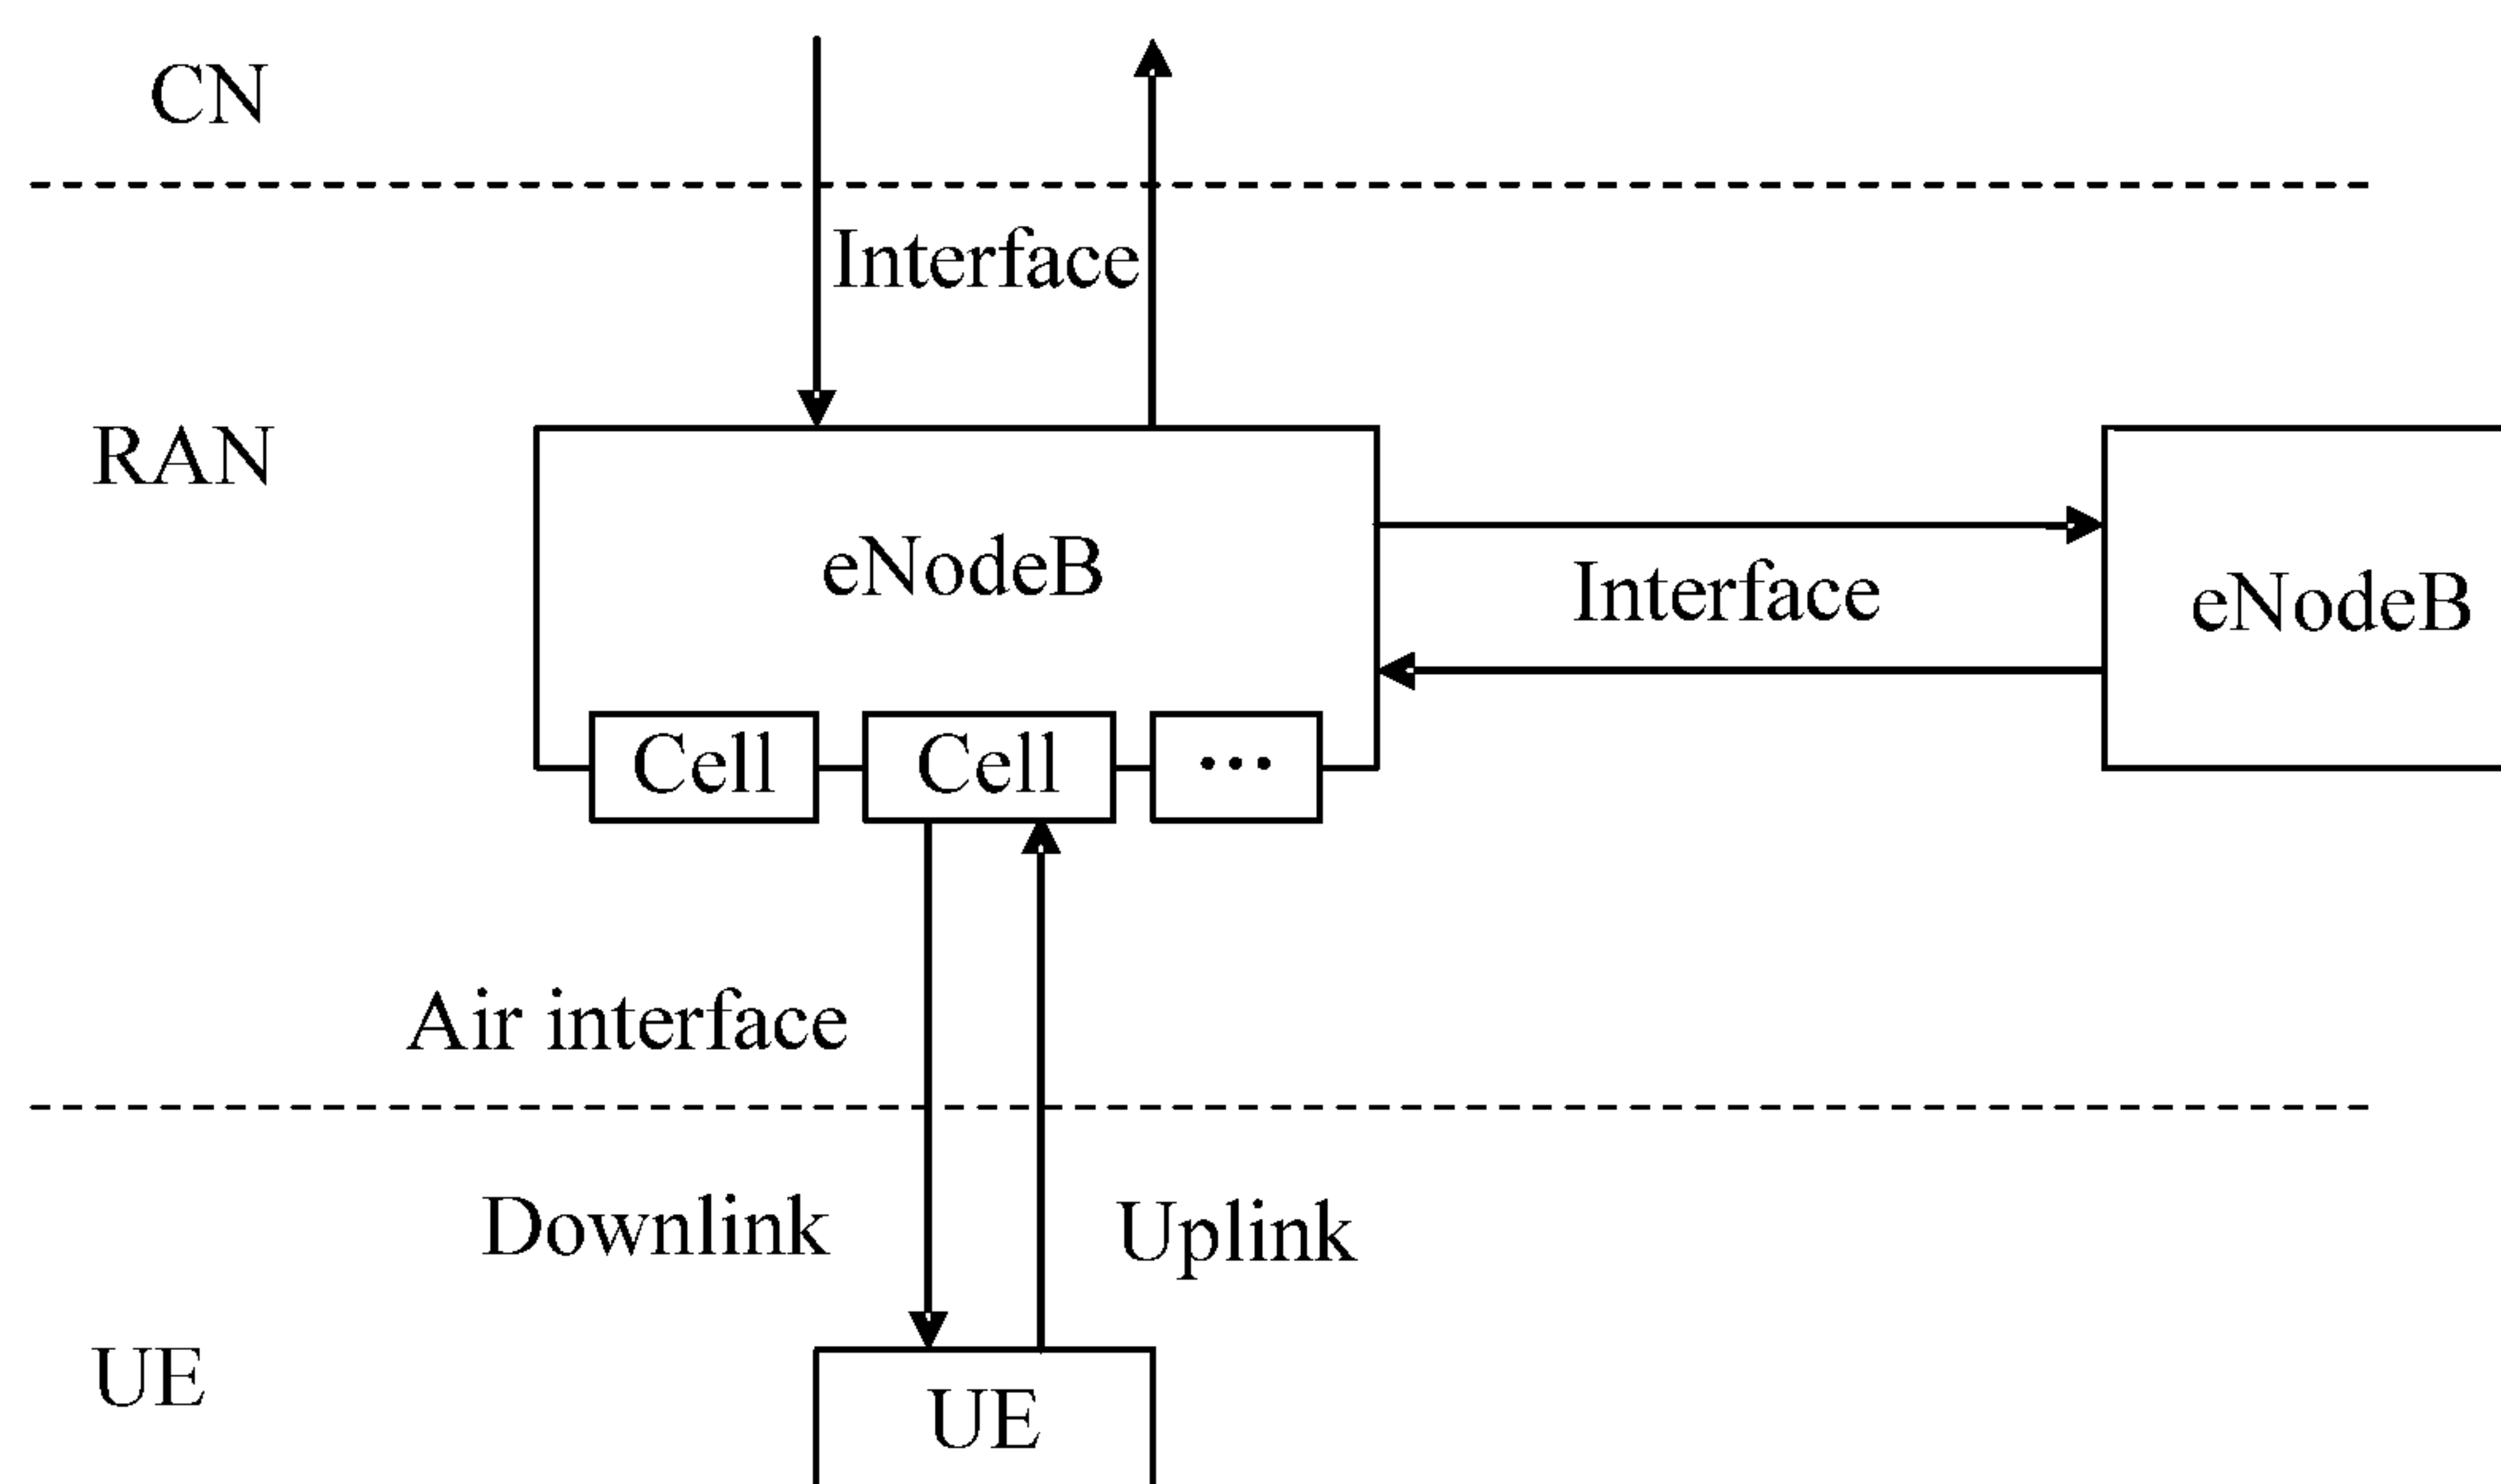 CN
Interface
RAN
eNodeB
Interface
eNodeB
Cell
Cell
•••
Air interface
Downlink
Uplink
UE
UE